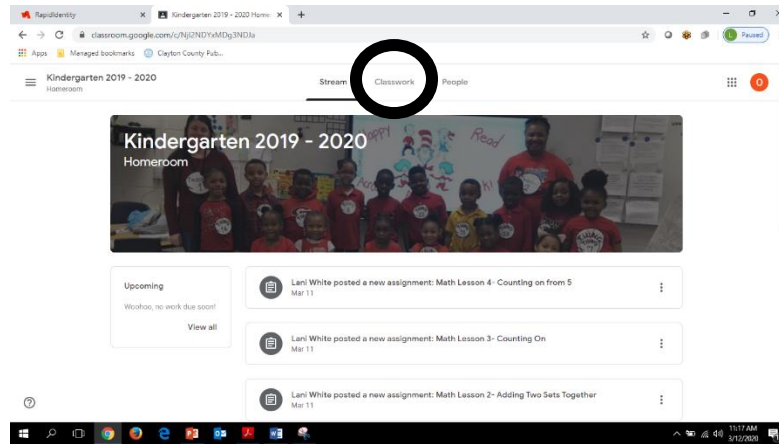 RapidIdentity
Kindergarten 2019 - 2020 Home
classroom.google.com/c/NjI2NDYxMDg3NDJa
Paused
Apps
Managed bookmarks
Clayton County Pub...
Kindergarten 2019 - 2020
Homeroom
Stream
Classwork
People
O
Kindergarten 2019 - 2020
Homeroom
Happy
Read
Upcoming
Woohoo, no work due soon!
View all
Lani White posted a new assignment: Math Lesson 4- Counting on from 5
Mar 11
Lani White posted a new assignment: Math Lesson 3- Counting On
Mar 11
Lani White posted a new assignment: Math Lesson 2- Adding Two Sets Together
Mar 11
11:17 AM
3/12/2020